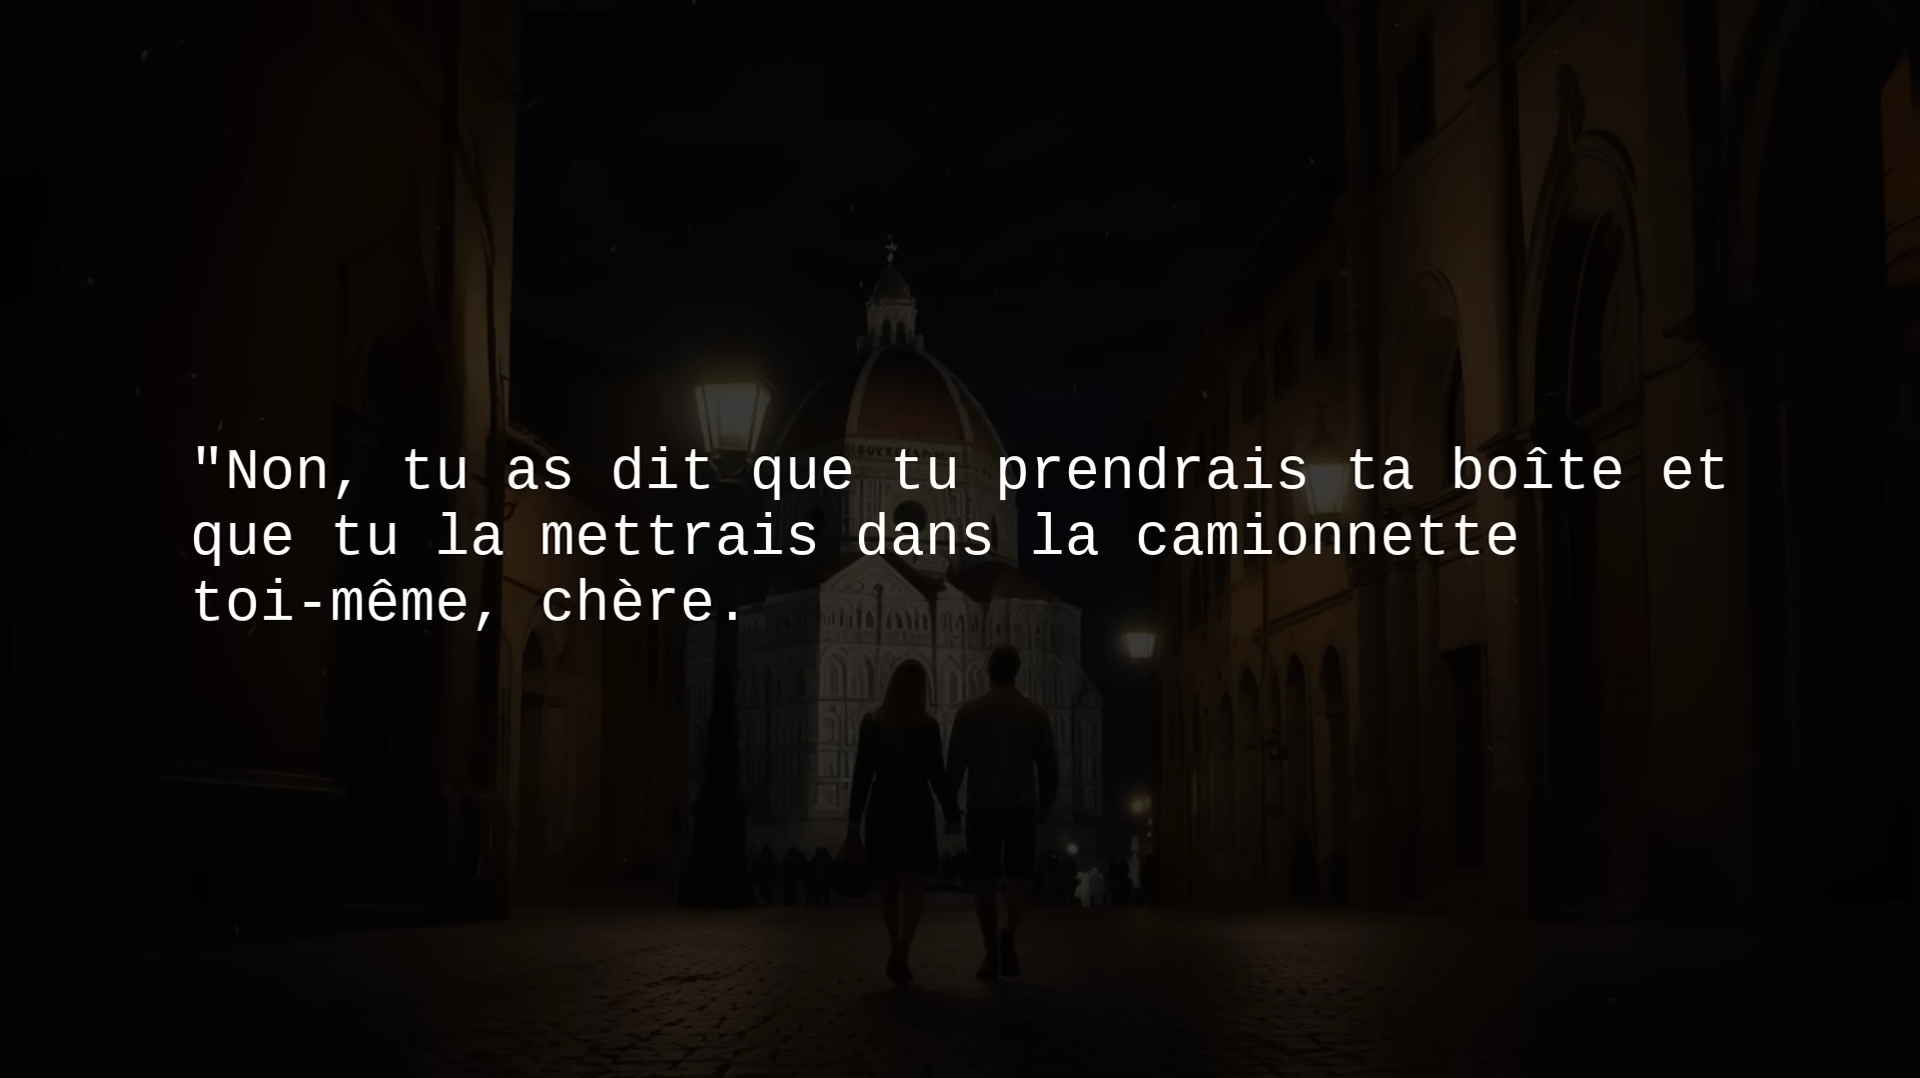 "Non, tu as dit que tu prendrais ta boîte et
que tu la mettrais dans la camionnette
toi-même, chère.